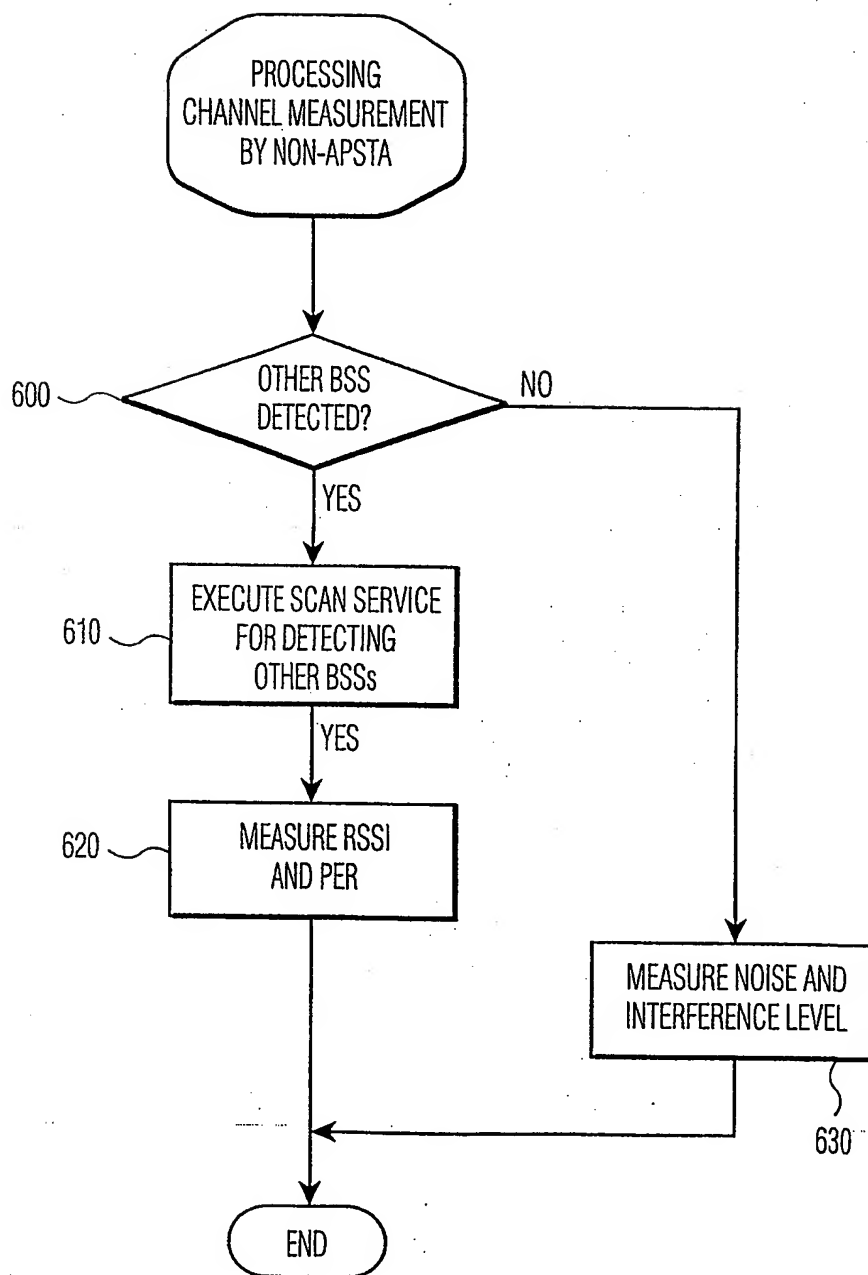 PROCESSING
CHANNEL MEASUREMENT
BY NON-APSTA
600
OTHER BSS
DETECTED?
NO
YES
610
EXECUTE SCAN SERVICE
FOR DETECTING
OTHER BSSs
YES
620
MEASURE RSSI
AND PER
MEASURE NOISE AND
INTERFERENCE LEVEL
630
END